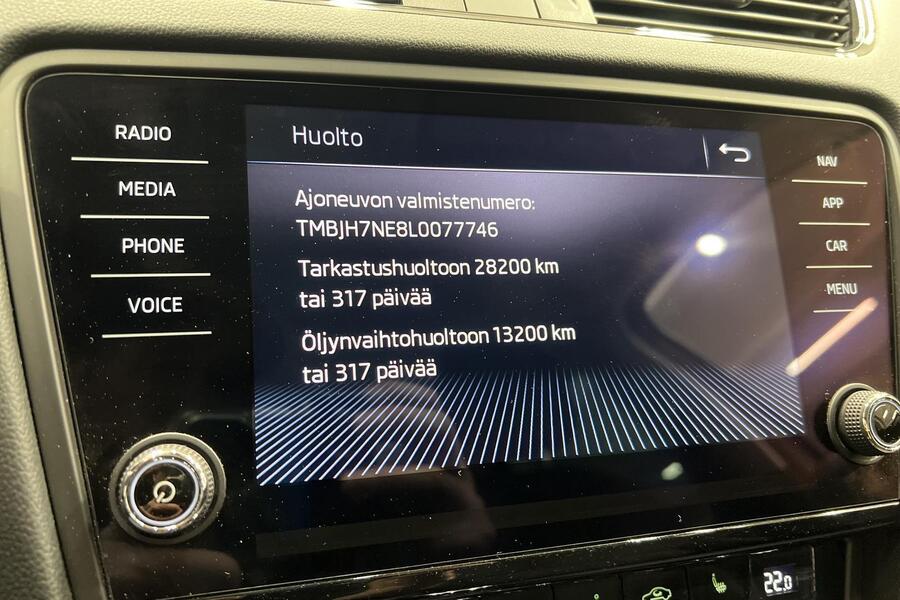 RADIO
MEDIA
PHONE
VOICE
Huolto
Ajoneuvon valmistenumero:
TMBJH7NE8L0077746
Tarkastushuoltoon 28200 km
tai 317 päivää
Öljynvaihtohuoltoon 13200 km
tai 317 päivää
NAV
APP
CAR
MENU
22.0